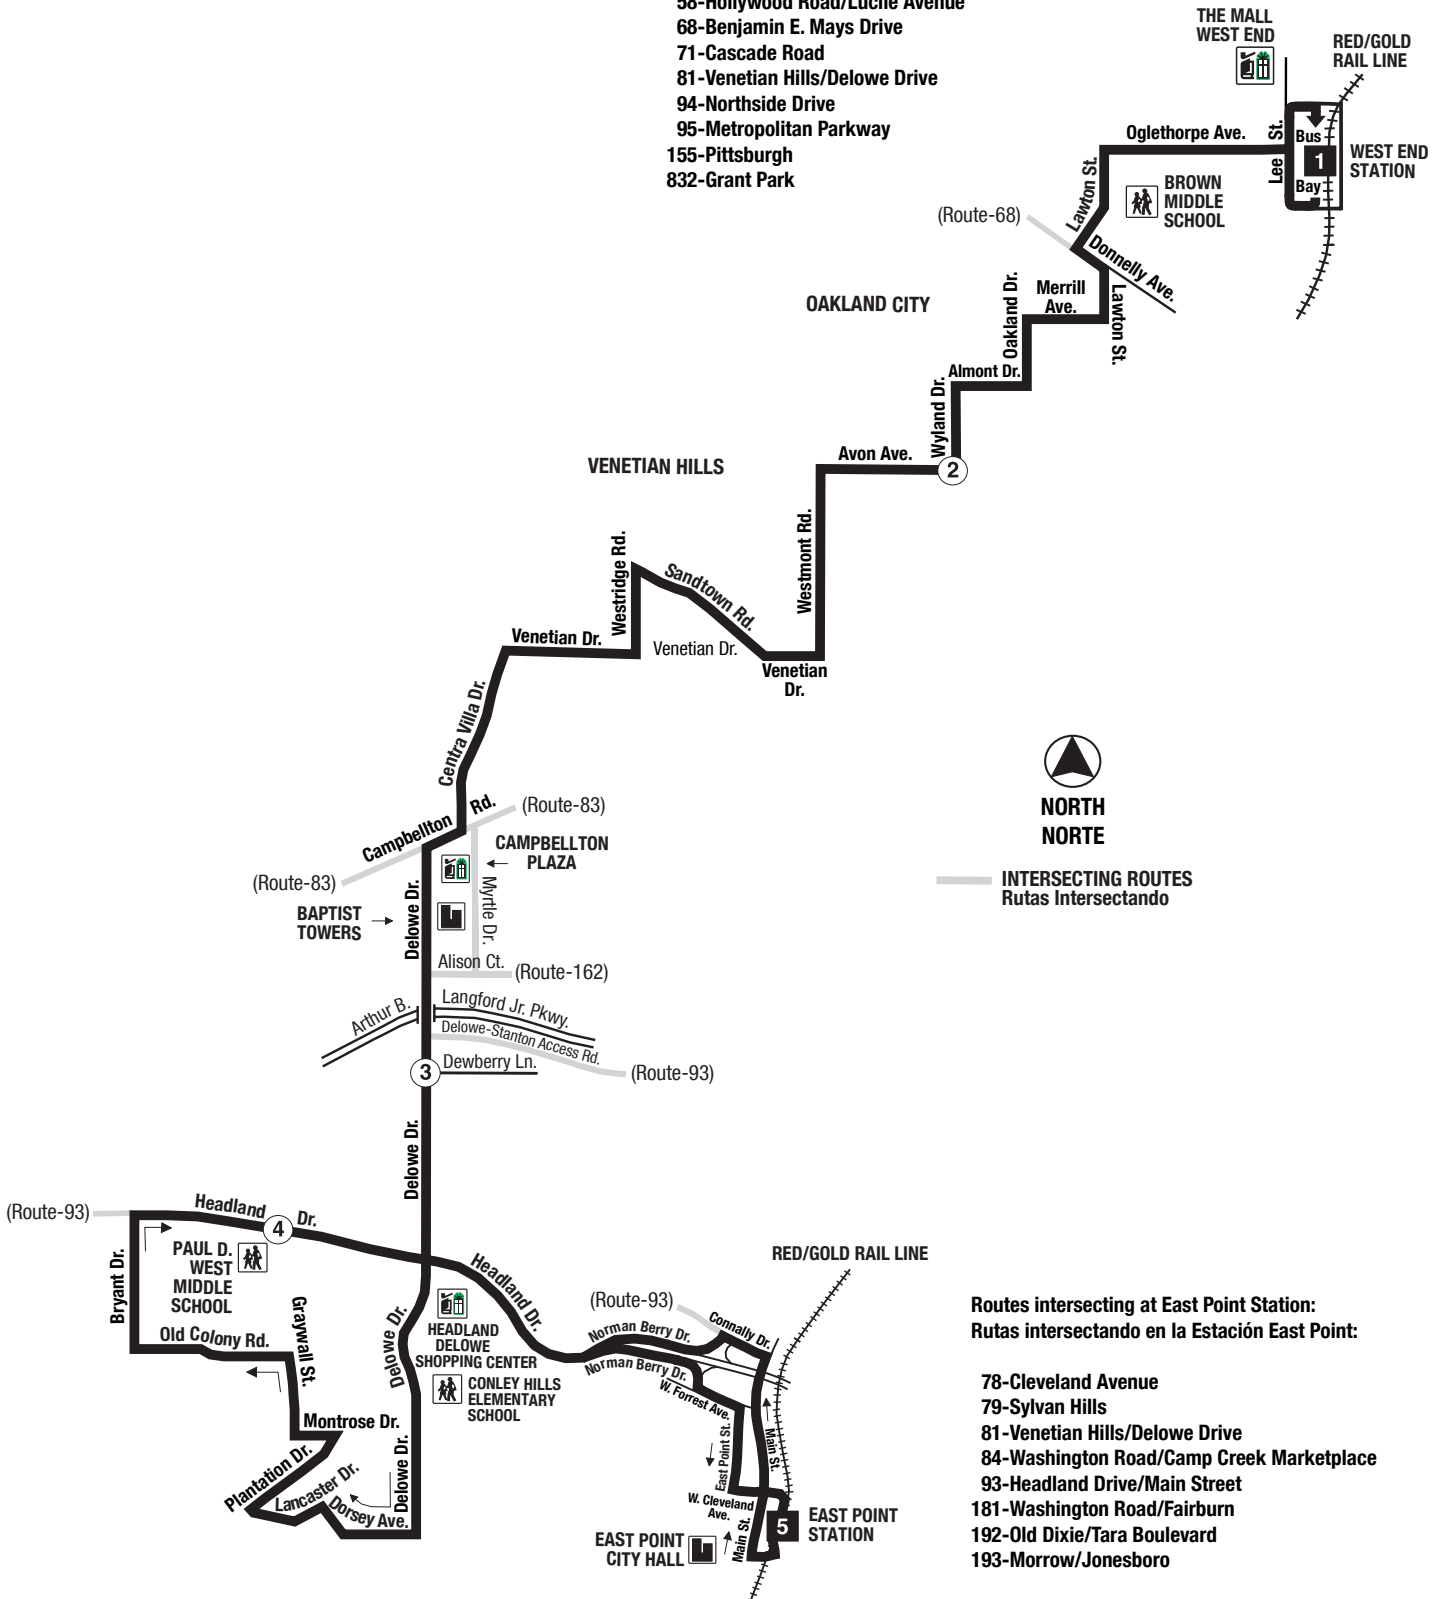 58-Hollywood Road/Lucile Avenue
68-Benjamin E. Mays Drive
71-Cascade Road
81-Venetian Hills/Delowe Drive
94-Northside Drive
95-Metropolitan Parkway
155-Pittsburgh
832-Grant Park
THE MALL
WEST END
RED/GOLD
RAIL LINE
Oglethorpe Ave.
Lee St.
Bus
1
Bay
WEST END
STATION
Lawton St.
BROWN
MIDDLE
SCHOOL
(Route-68)
Donnelly Ave.
OAKLAND CITY
Oakland Dr.
Merrill
Ave.
Lawton St.
Almont Dr.
Wyland Dr.
VENETIAN HILLS
Avon Ave.
2
Westmont Rd.
Westridge Rd.
Sandtown Rd.
Venetian Dr.
Venetian Dr.
Venetian
Dr.
Centra Villa Dr.
NORTH
NORTE
INTERSECTING ROUTES
Rutas Intersectando
Campbellton Rd.
(Route-83)
(Route-83)
CAMPBELLTON
PLAZA
Myrtle Dr.
BAPTIST
TOWERS
Delowe Dr.
Alison Ct.
(Route-162)
Arthur B.
Langford Jr. Pkwy.
Delowe-Stanton Access Rd.
3
Dewberry Ln.
(Route-93)
Delowe Dr.
(Route-93)
Headland Dr.
4
PAUL D.
WEST
MIDDLE
SCHOOL
Bryant Dr.
Old Colony Rd.
Graywall St.
Montrose Dr.
Plantation Dr.
Lancaster Dr.
Dorsey Ave.
Delowe Dr.
Delowe Dr.
Headland Dr.
HEADLAND
DELOWE
SHOPPING CENTER
CONLEY HILLS
ELEMENTARY
SCHOOL
RED/GOLD RAIL LINE
(Route-93)
Connally Dr.
Norman Berry Dr.
Norman Berry Dr.
W. Forrest Ave.
East Point St.
Main St.
W. Cleveland
Ave.
Main St.
5
EAST POINT
STATION
EAST POINT
CITY HALL
Routes intersecting at East Point Station:
Rutas intersectando en la Estación East Point:
78-Cleveland Avenue
79-Sylvan Hills
81-Venetian Hills/Delowe Drive
84-Washington Road/Camp Creek Marketplace
93-Headland Drive/Main Street
181-Washington Road/Fairburn
192-Old Dixie/Tara Boulevard
193-Morrow/Jonesboro